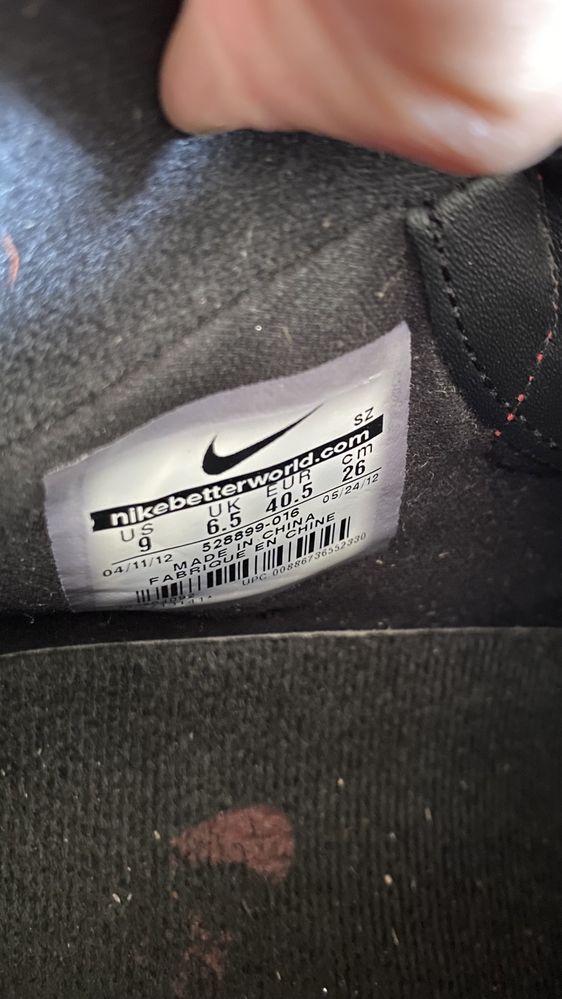 SZ
nikebetterworld.com
US UK EUR cm
9 6.5 40.5 26
04/11/12 528899-016 05/24/12
MADE IN CHINA
FABRIQUE EN CHINE
UPC 00886736552330